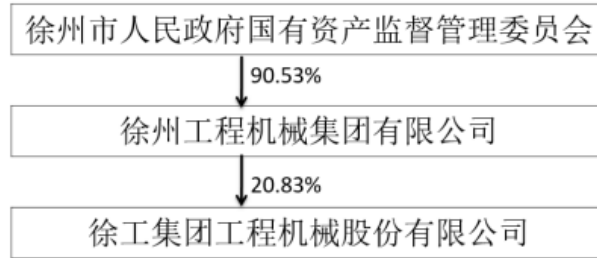 徐州市人民政府国有资产监督管理委员会
90.53%
徐州工程机械集团有限公司
20.83%
徐工集团工程机械股份有限公司